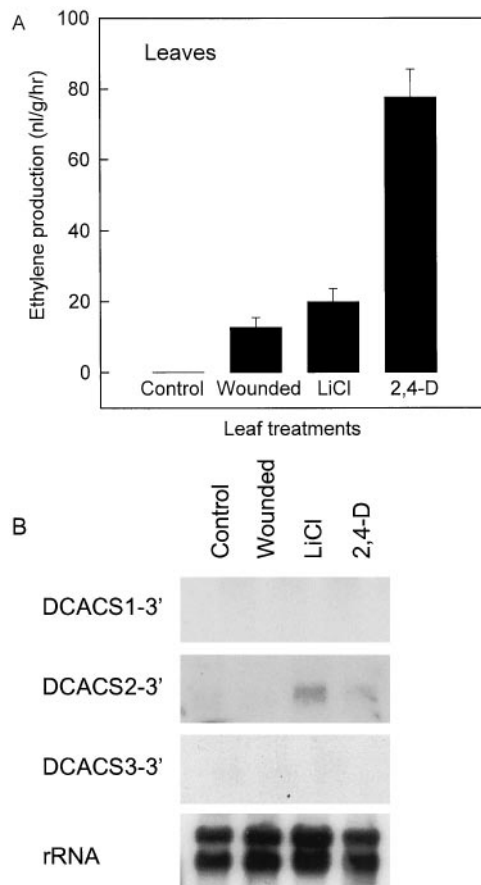 A
Ethylene production (nl/g/hr)
100
80
60
40
20
0
Leaves
Control Wounded LiCl 2,4-D
Leaf treatments
B
Control Wounded LiCl 2,4-D
DCACS1-3'
DCACS2-3'
DCACS3-3'
rRNA